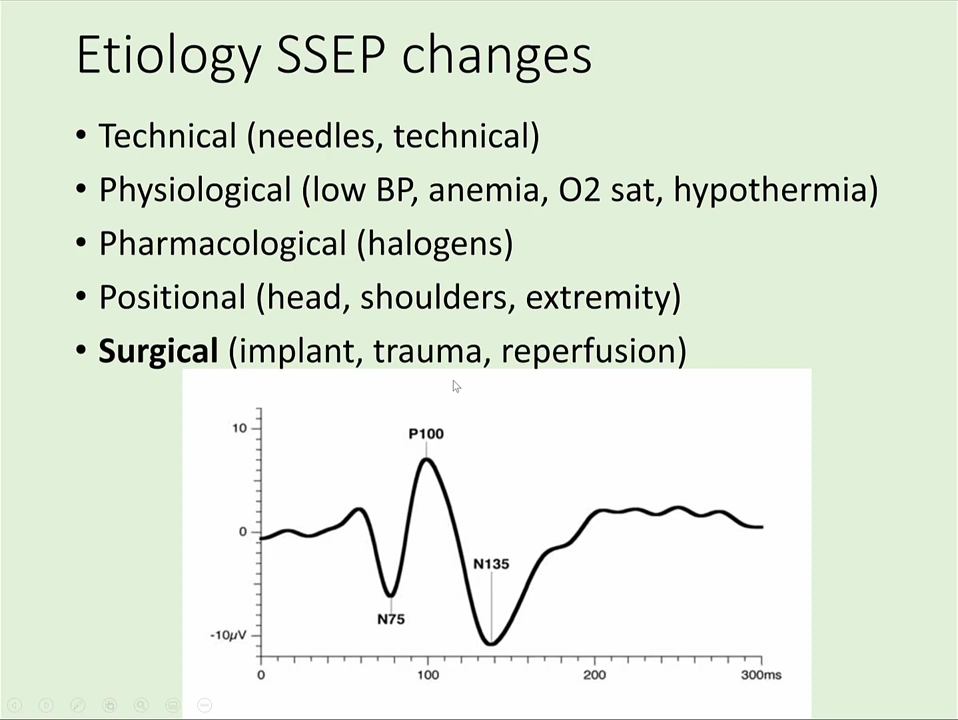 Etiology SSEP changes
• Technical (needles, technical)
• Physiological (low BP, anemia, O2 sat, hypothermia)
• Pharmacological (halogens)
• Positional (head, shoulders, extremity)
• Surgical (implant, trauma, reperfusion)
10
P100
0
N135
N75
-10µV
0 100 200 300ms